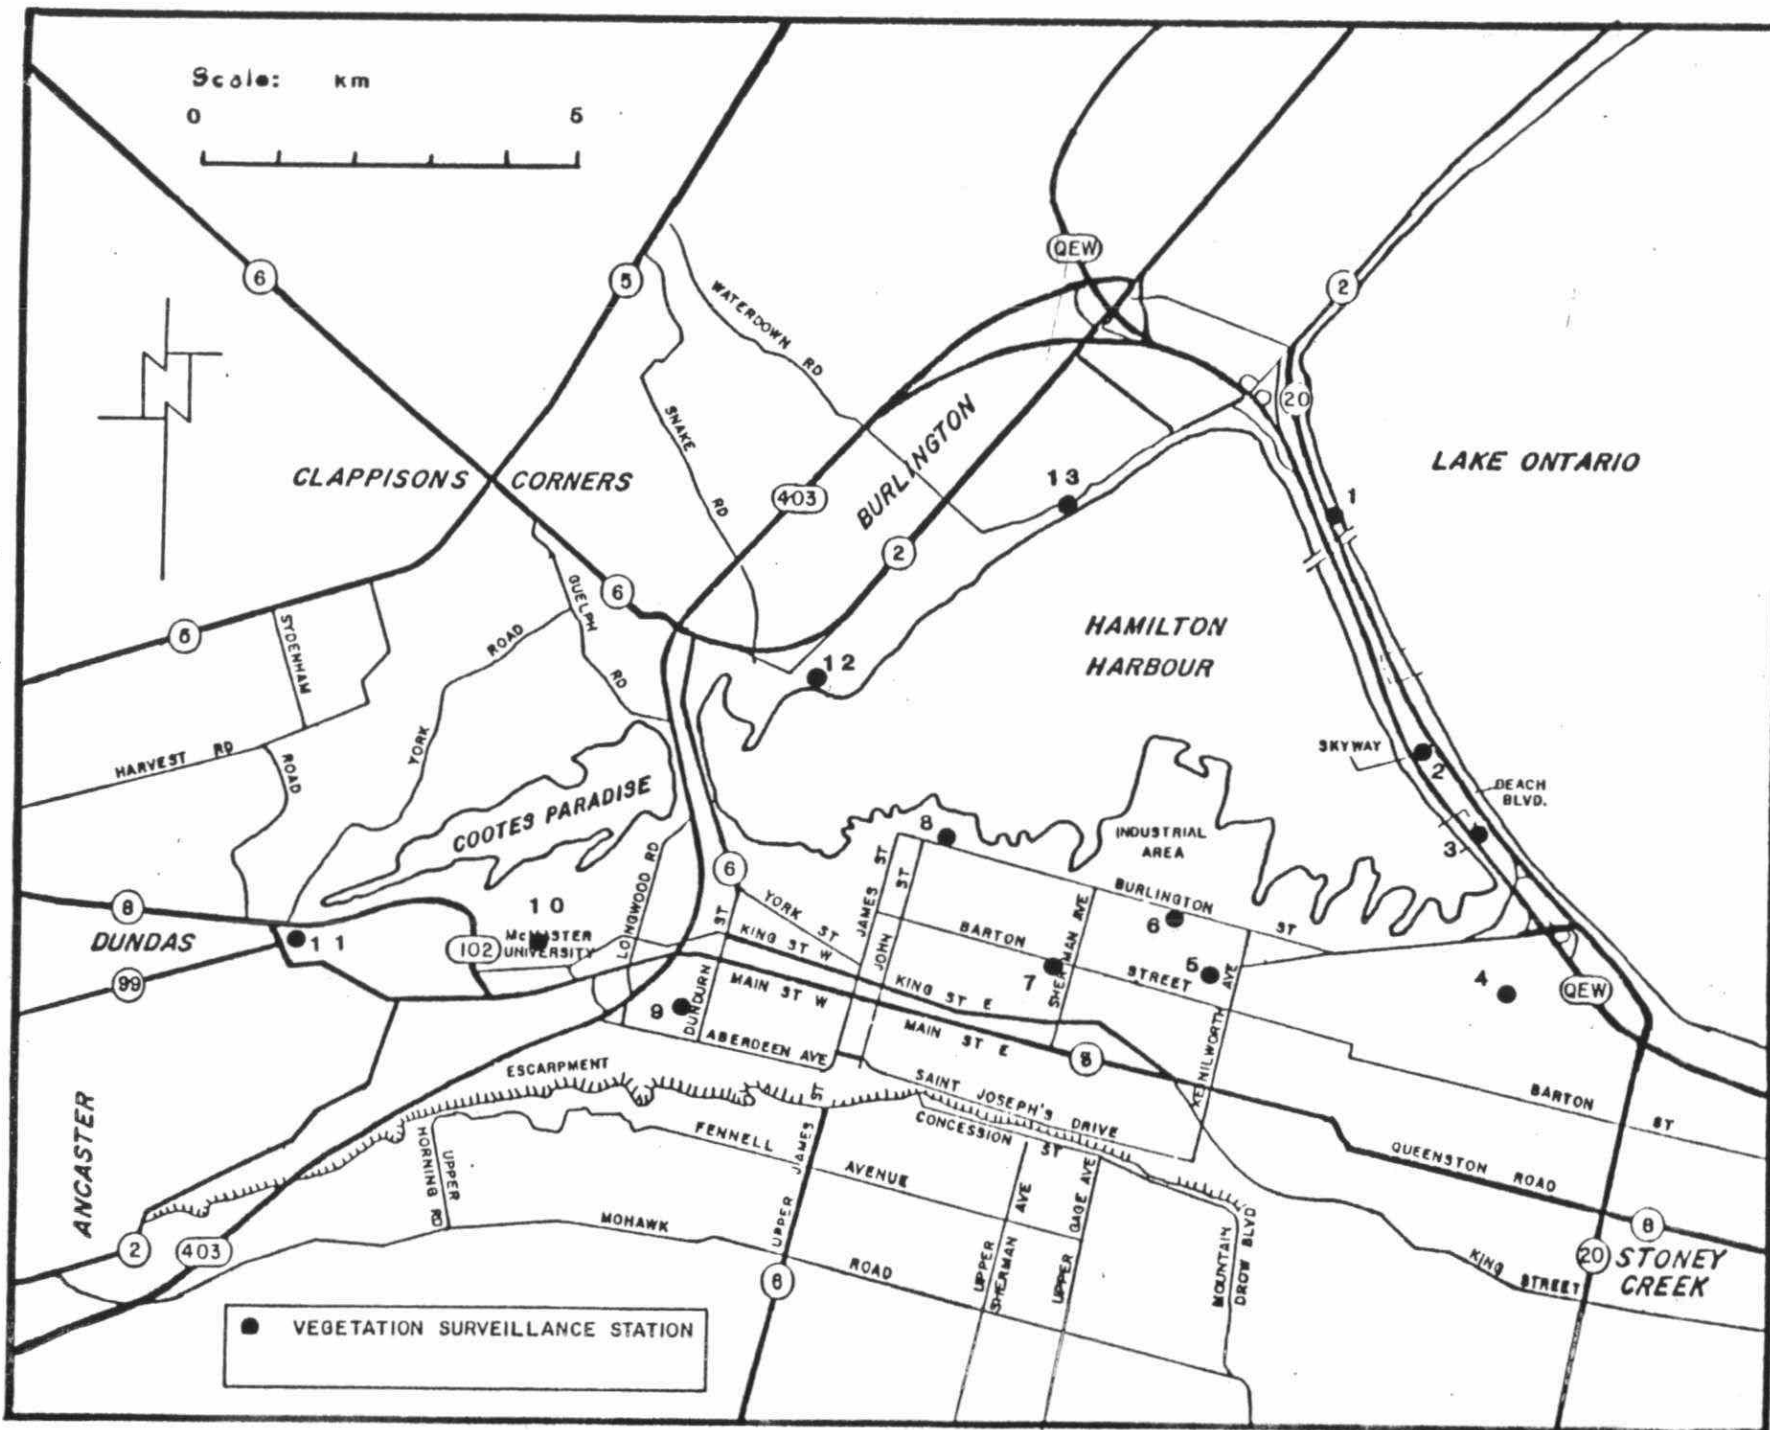 Scale: km
0 5
6
5
QEW
2
WATERDOWN RD
20
SNAKE RD
CLAPPISONS CORNERS
403
BURLINGTON
13
LAKE ONTARIO
1
2
6
GUELPH RD
5
SYDENHAM ROAD
YORK ROAD
HAMILTON
HARBOUR
12
HARVEST RD
SKYWAY
2
BEACH
BLVD.
COOTES PARADISE
8
INDUSTRIAL
AREA
3
6
LONGWOOD RD
YORK ST
JAMES ST
JOHN ST
BURLINGTON ST
8
DUNDAS
11
10
McMASTER
UNIVERSITY
102
KING ST W
BARTON STREET
SHERMAN AVE
6
7
5
4
QEW
99
9
DUNDURN ST
MAIN ST W
KING ST E
MAIN ST E
8
KENILWORTH AVE
ABERDEEN AVE
ESCARPMENT
SAINT JOSEPH'S DRIVE
CONCESSION ST
BARTON ST
ANCASTER
UPPER
HORNING RD
FENNELL AVENUE
UPPER JAMES ST
QUEENSTON ROAD
8
MOHAWK ROAD
UPPER
SHERMAN AVE
UPPER GAGE AVE
MOUNTAIN
DROW BLVD
KING STREET
20
STONEY
CREEK
2
403
6
VEGETATION SURVEILLANCE STATION